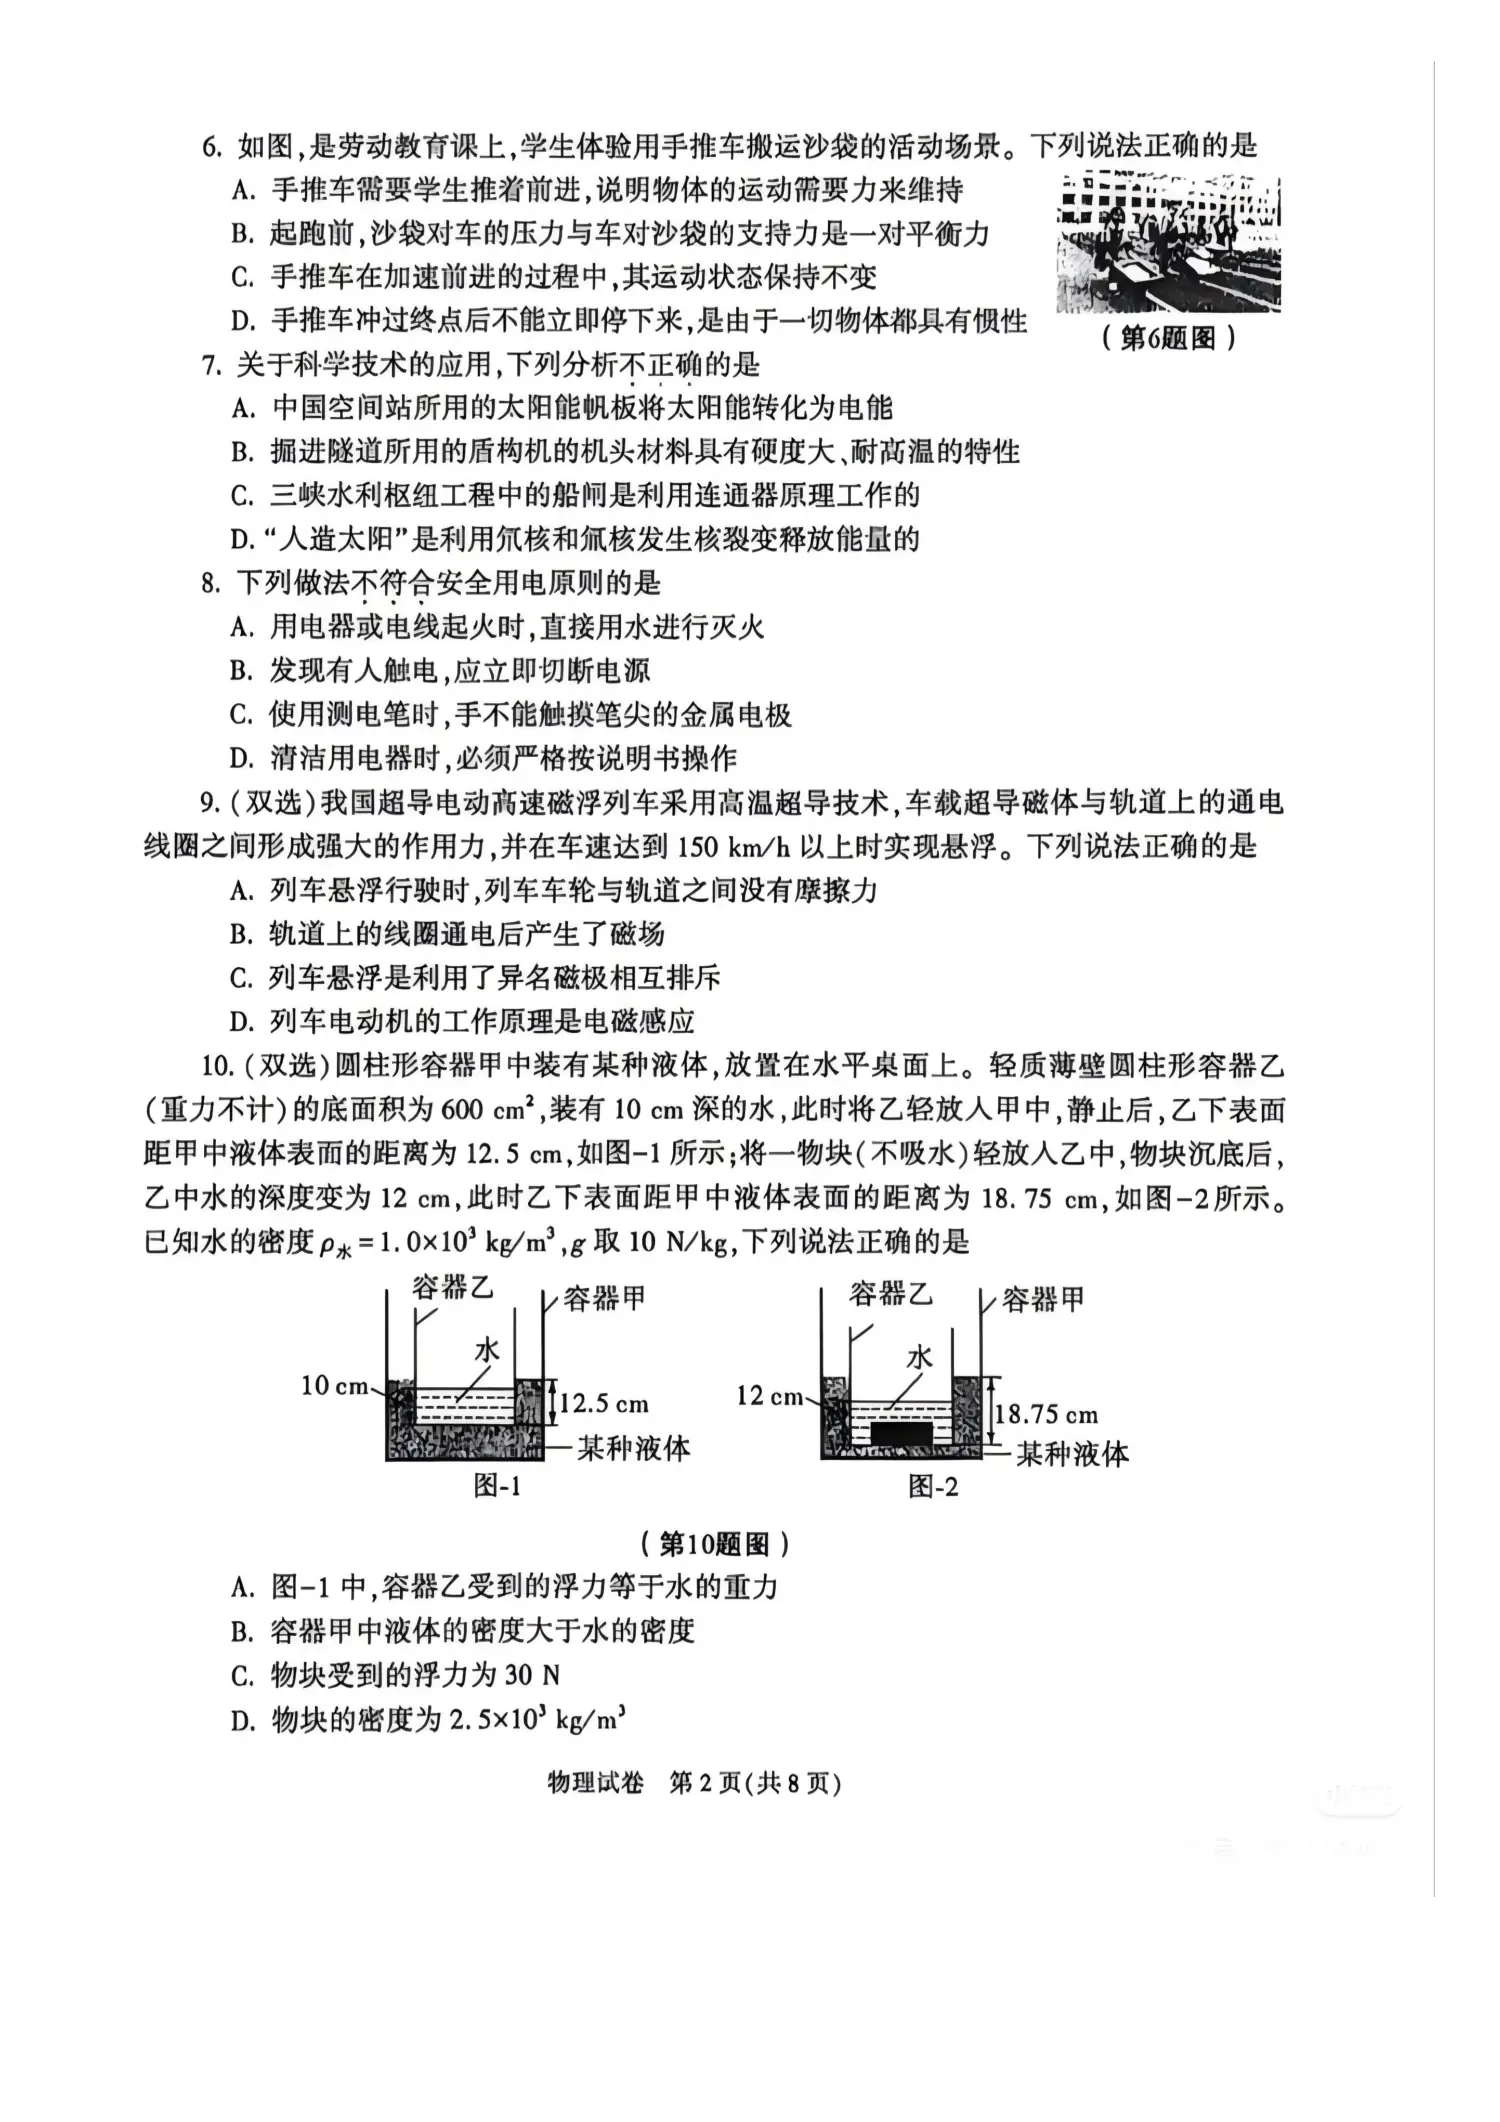 6. 如图,是劳动教育课上,学生体验用手推车搬运沙袋的活动场景。下列说法正确的是
A. 手推车需要学生推着前进,说明物体的运动需要力来维持
B. 起跑前,沙袋对车的压力与车对沙袋的支持力是一对平衡力
C. 手推车在加速前进的过程中,其运动状态保持不变
D. 手推车冲过终点后不能立即停下来,是由于一切物体都具有惯性
(第6题图)
7. 关于科学技术的应用,下列分析不正确的是
A. 中国空间站所用的太阳能帆板将太阳能转化为电能
B. 掘进隧道所用的盾构机的机头材料具有硬度大、耐高温的特性
C. 三峡水利枢纽工程中的船闸是利用连通器原理工作的
D. “人造太阳”是利用氘核和氚核发生核裂变释放能量的
8. 下列做法不符合安全用电原则的是
A. 用电器或电线起火时,直接用水进行灭火
B. 发现有人触电,应立即切断电源
C. 使用测电笔时,手不能触摸笔尖的金属电极
D. 清洁用电器时,必须严格按说明书操作
9. (双选)我国超导电动高速磁浮列车采用高温超导技术,车载超导磁体与轨道上的通电
线圈之间形成强大的作用力,并在车速达到 150 km/h 以上时实现悬浮。下列说法正确的是
A. 列车悬浮行驶时,列车车轮与轨道之间没有摩擦力
B. 轨道上的线圈通电后产生了磁场
C. 列车悬浮是利用了异名磁极相互排斥
D. 列车电动机的工作原理是电磁感应
10. (双选)圆柱形容器甲中装有某种液体,放置在水平桌面上。轻质薄壁圆柱形容器乙
(重力不计)的底面积为 600 cm²,装有 10 cm 深的水,此时将乙轻放入甲中,静止后,乙下表面
距甲中液体表面的距离为 12.5 cm,如图-1 所示;将一物块(不吸水)轻放入乙中,物块沉底后,
乙中水的深度变为 12 cm,此时乙下表面距甲中液体表面的距离为 18.75 cm,如图-2所示。
已知水的密度 ρ水 =1.0×10³ kg/m³,g 取 10 N/kg,下列说法正确的是
容器乙
容器甲
水
10 cm
12.5 cm
某种液体
图-1
容器乙
容器甲
水
12 cm
18.75 cm
某种液体
图-2
(第10题图)
A. 图-1 中,容器乙受到的浮力等于水的重力
B. 容器甲中液体的密度大于水的密度
C. 物块受到的浮力为 30 N
D. 物块的密度为 2.5×10³ kg/m³
物理试卷 第 2 页(共 8 页)